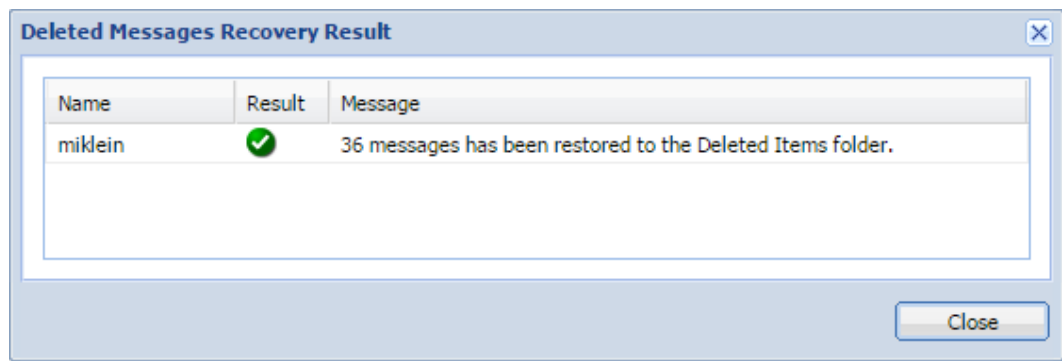 Deleted Messages Recovery Result
Name Result Message
miklein 36 messages has been restored to the Deleted Items folder.
Close